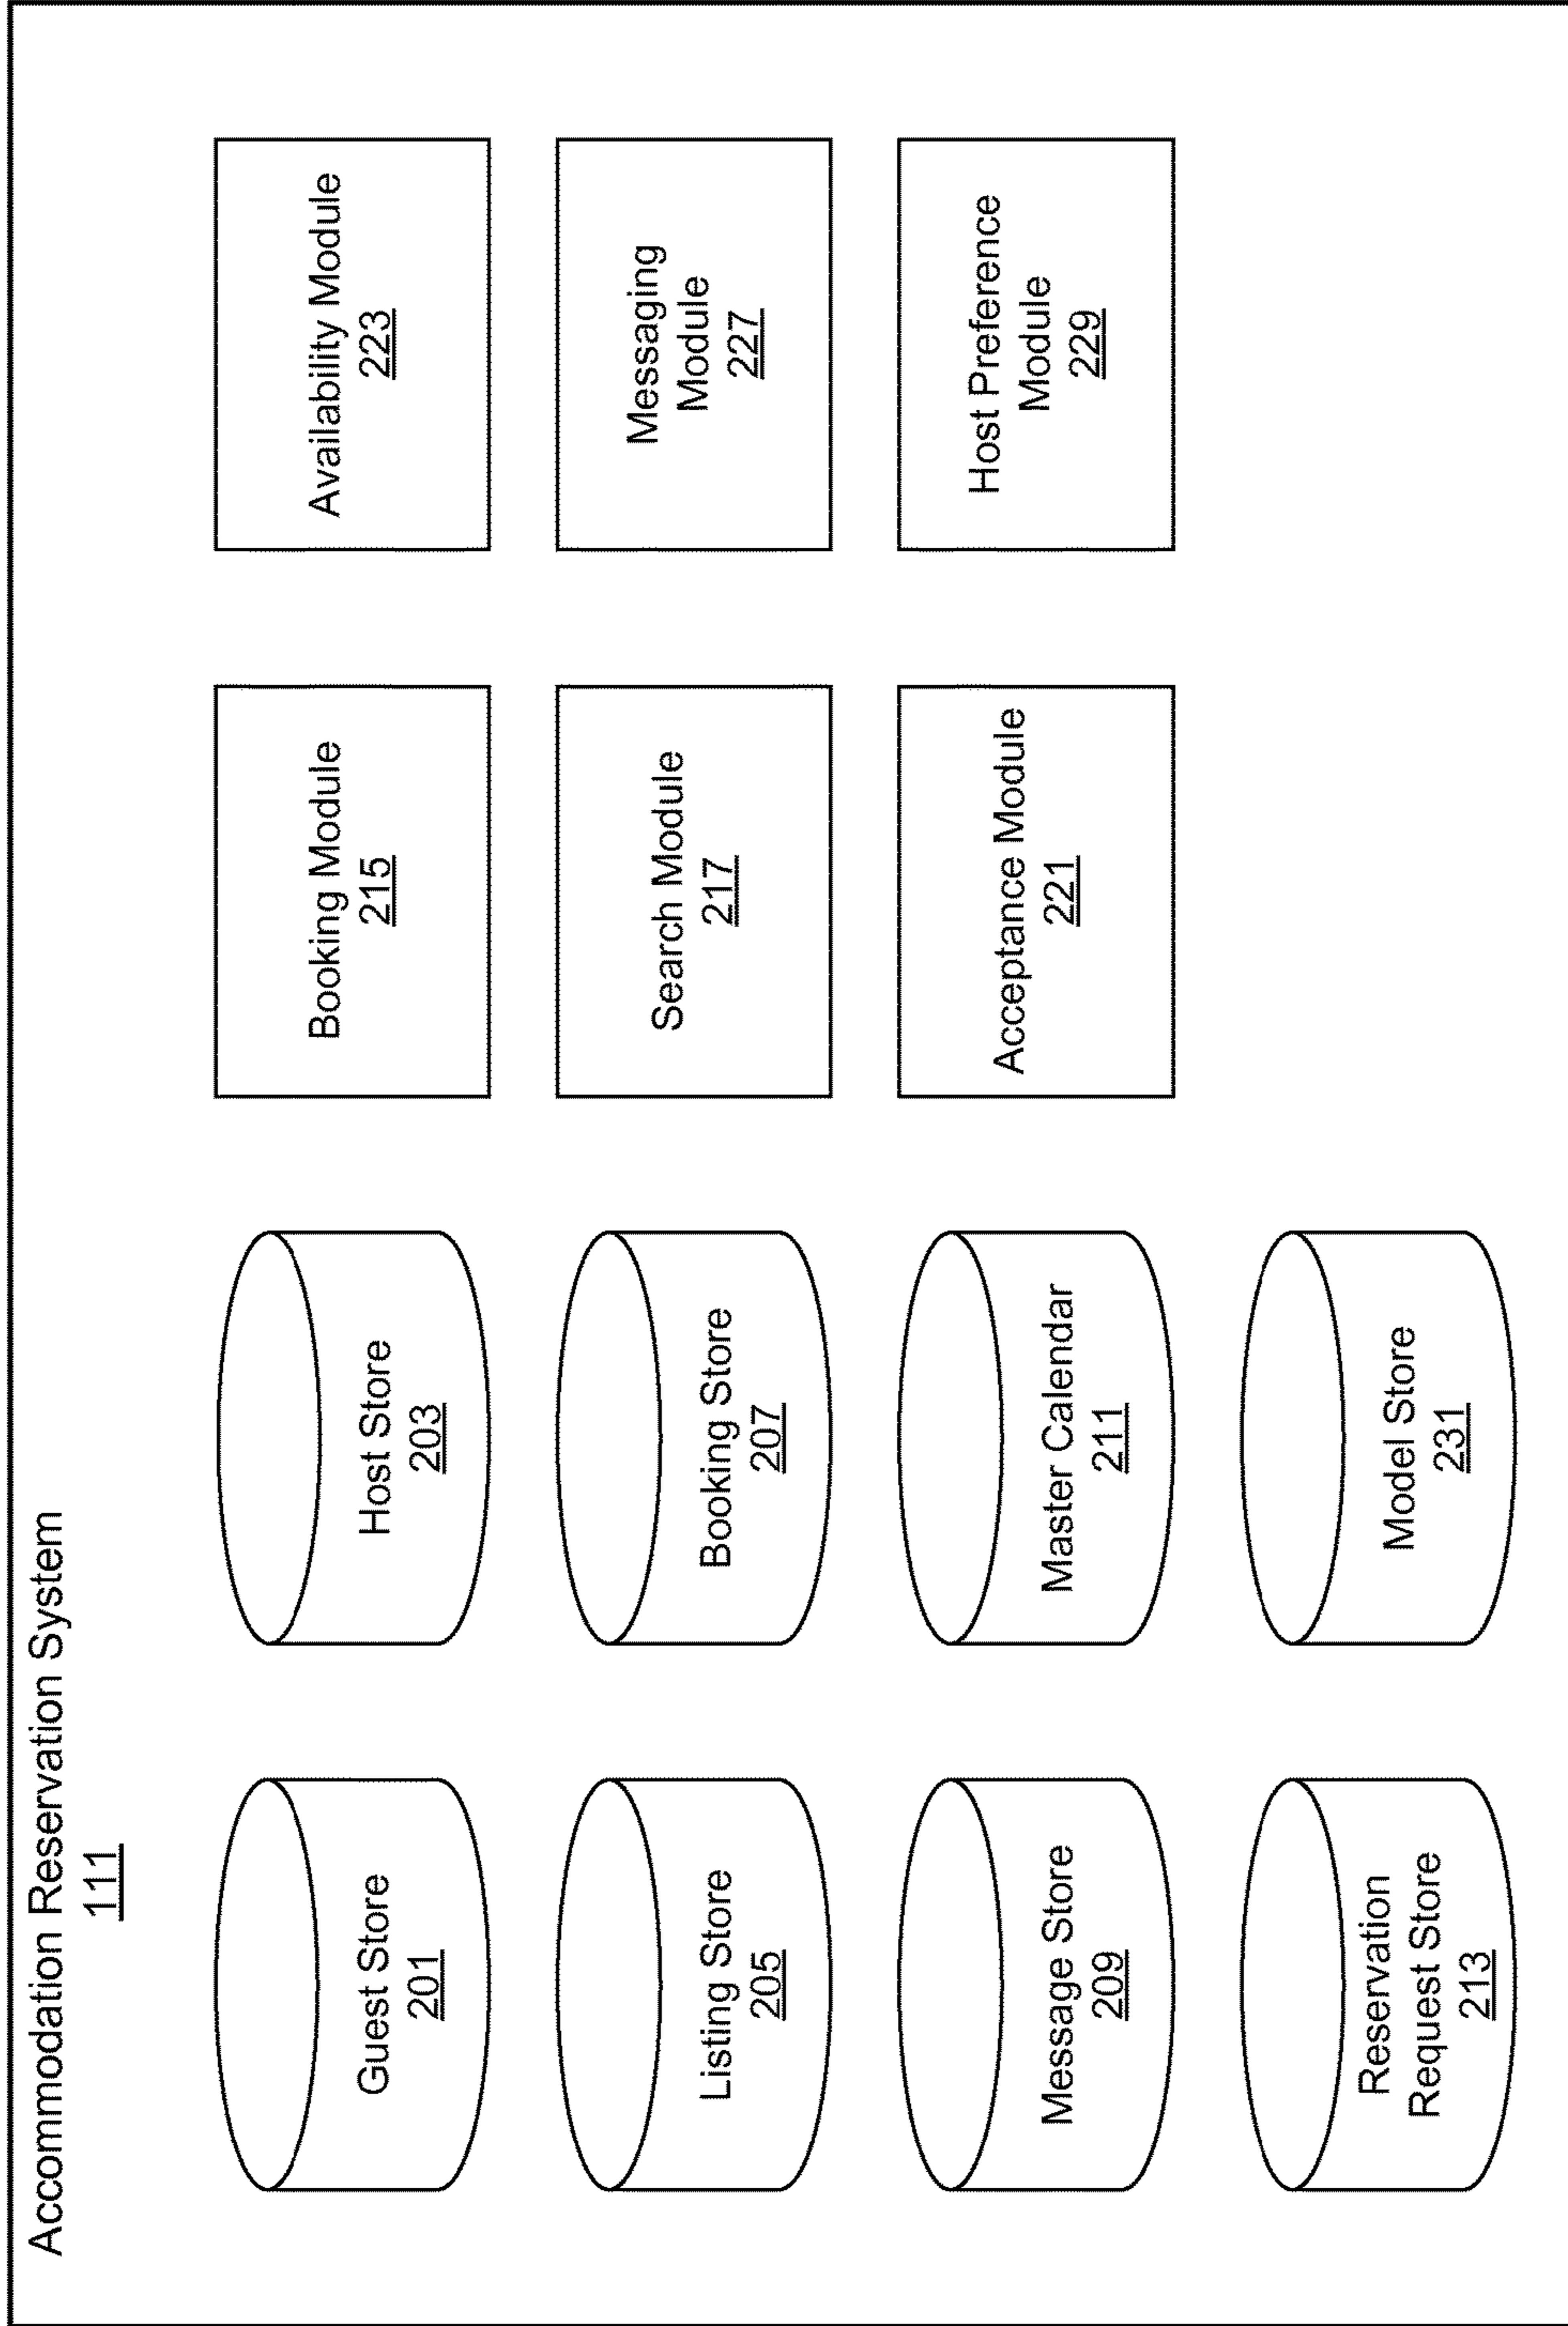 Accommodation Reservation System
111
Guest Store
201
Host Store
203
Booking Module
215
Availability Module
223
Listing Store
205
Booking Store
207
Search Module
217
Messaging
Module
227
Message Store
209
Master Calendar
211
Acceptance Module
221
Host Preference
Module
229
Reservation
Request Store
213
Model Store
231